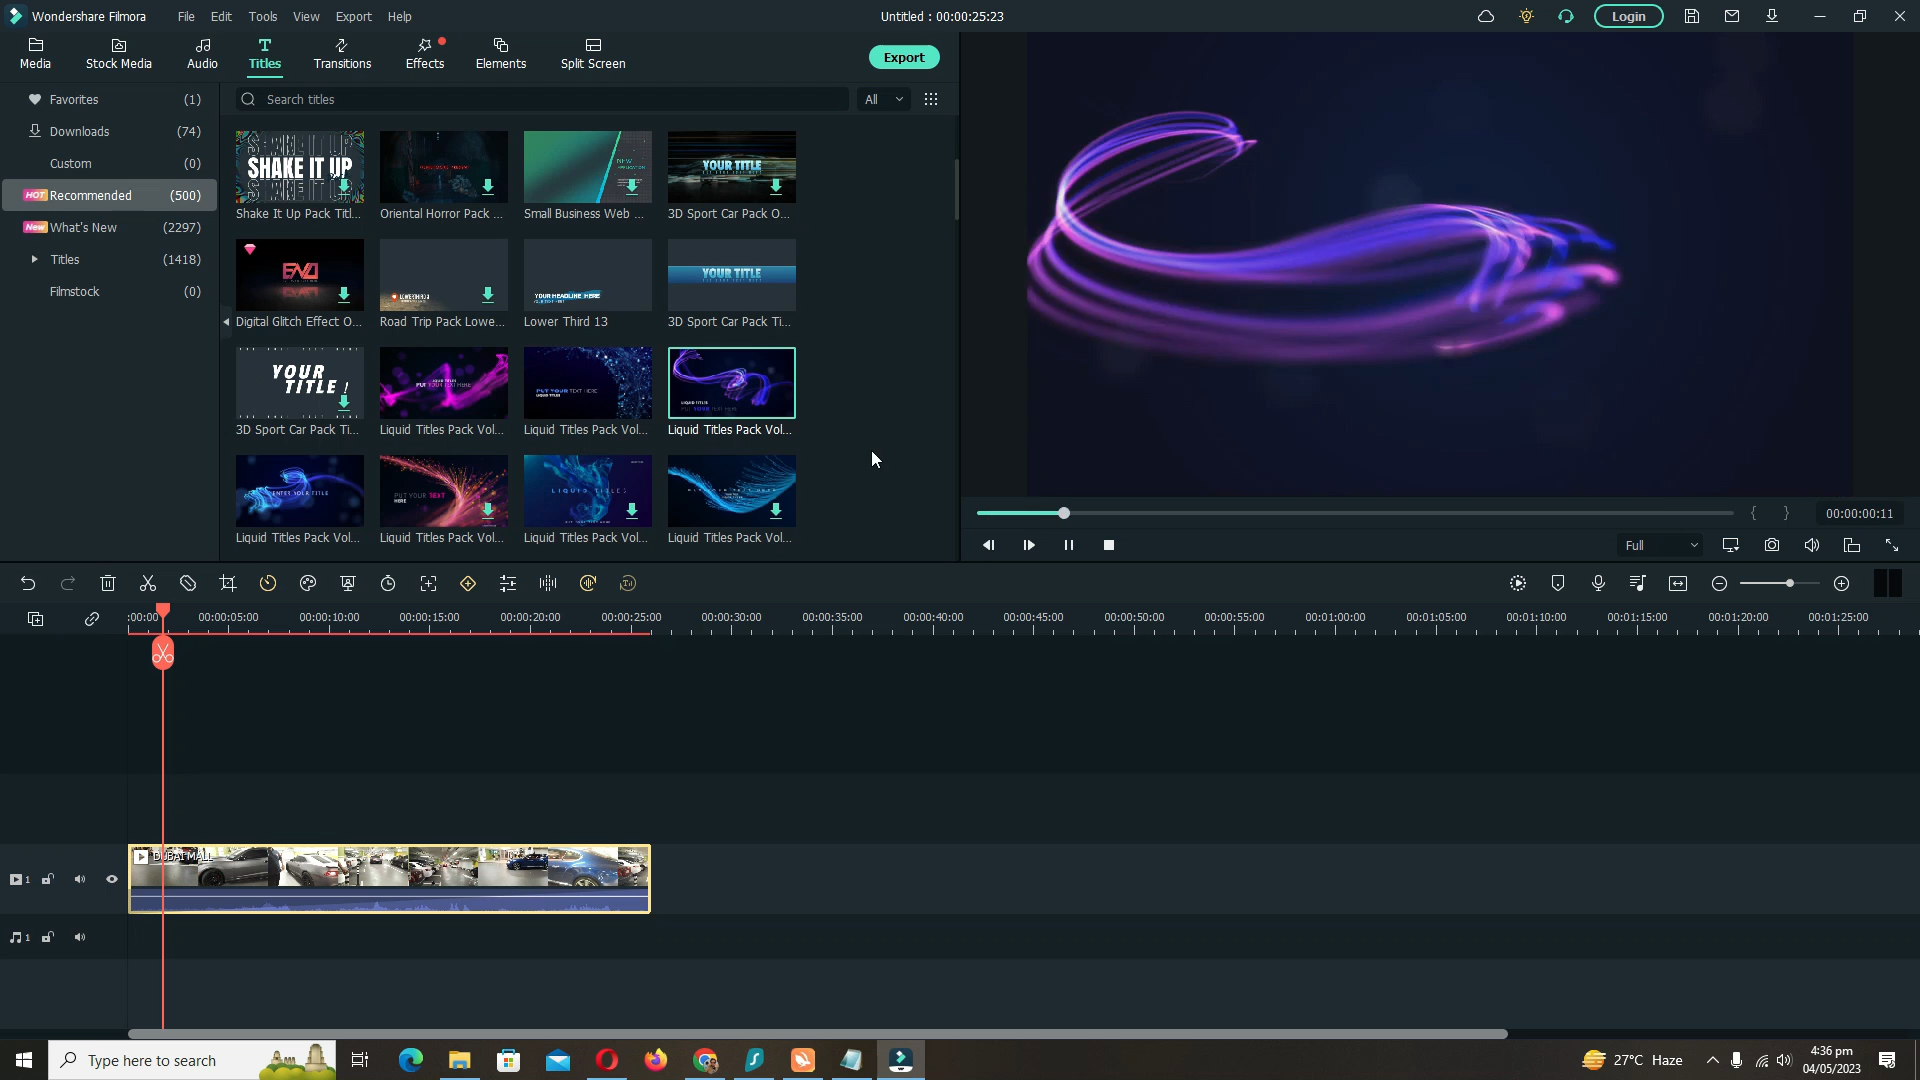 Wondershare Filmora
File Edit Tools View Export Help
Untitled : 00:00:25:23
Login
Media
Stock Media
Audio
Titles
Transitions
Effects
Elements
Split Screen
Export
Favorites (1)
Downloads (74)
Custom (0)
HOT Recommended (500)
New What's New (2297)
Titles (1418)
Filmstock (0)
Search titles
All
SHAKE IT UP
NEW
YOUR TITLE
Shake It Up Pack Titl...
Oriental Horror Pack ...
Small Business Web ...
3D Sport Car Pack O...
LOWERTHIRD
YOUR HEADLINE HERE
YOUR TITLE
Digital Glitch Effect O...
Road Trip Pack Lowe...
Lower Third 13
3D Sport Car Pack Ti...
YOUR
TITLE !
PUT YOUR TEXT HERE
PUT YOUR TEXT HERE
LIQUID TITLES
LIQUID TITLES
PUT YOUR TEXT HERE
3D Sport Car Pack Ti...
Liquid Titles Pack Vol...
Liquid Titles Pack Vol...
Liquid Titles Pack Vol...
ENTER YOUR TITLE
PUT YOUR TEXT
HERE
LIQUID TITLES
Liquid Titles Pack Vol...
Liquid Titles Pack Vol...
Liquid Titles Pack Vol...
Liquid Titles Pack Vol...
{ }
00:00:00:11
Full
:00:00
00:00:05:00
00:00:10:00
00:00:15:00
00:00:20:00
00:00:25:00
00:00:30:00
00:00:35:00
00:00:40:00
00:00:45:00
00:00:50:00
00:00:55:00
00:01:00:00
00:01:05:00
00:01:10:00
00:01:15:00
00:01:20:00
00:01:25:00
DUBAI MALL
1
1
Type here to search
27°C Haze
4:36 pm
04/05/2023